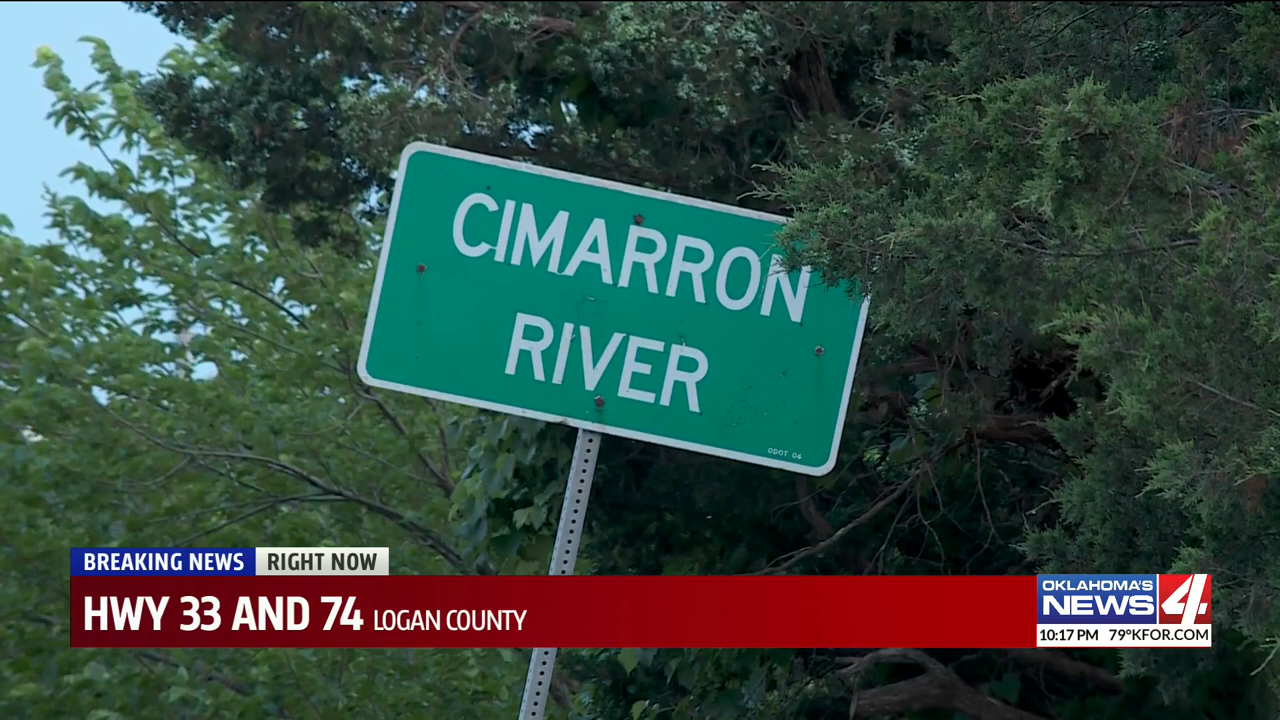 CIMARRON
RIVER
ODOT 06
BREAKING NEWS RIGHT NOW
HWY 33 AND 74 LOGAN COUNTY
OKLAHOMA'S
NEWS 4
10:17 PM 79° KFOR.COM